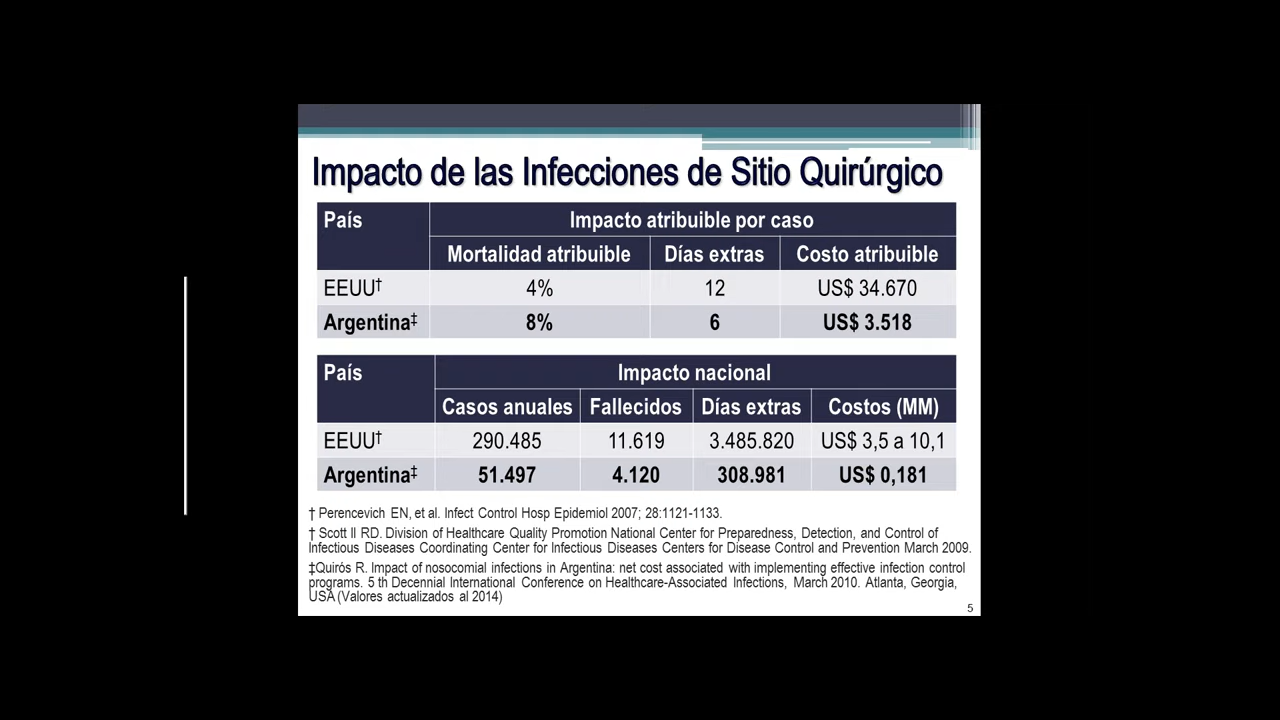 Impacto de las Infecciones de Sitio Quirúrgico
País Impacto atribuible por caso
Mortalidad atribuible Días extras Costo atribuible
EEUU† 4% 12 US$ 34.670
Argentina‡ 8% 6 US$ 3.518
País Impacto nacional
Casos anuales Fallecidos Días extras Costos (MM)
EEUU† 290.485 11.619 3.485.820 US$ 3,5 a 10,1
Argentina‡ 51.497 4.120 308.981 US$ 0,181
† Perencevich EN, et al. Infect Control Hosp Epidemiol 2007; 28:1121-1133.
† Scott II RD. Division of Healthcare Quality Promotion National Center for Preparedness, Detection, and Control of
Infectious Diseases Coordinating Center for Infectious Diseases Centers for Disease Control and Prevention March 2009.
‡Quirós R. Impact of nosocomial infections in Argentina: net cost associated with implementing effective infection control
programs. 5 th Decennial International Conference on Healthcare-Associated Infections, March 2010. Atlanta, Georgia,
USA (Valores actualizados al 2014)
5